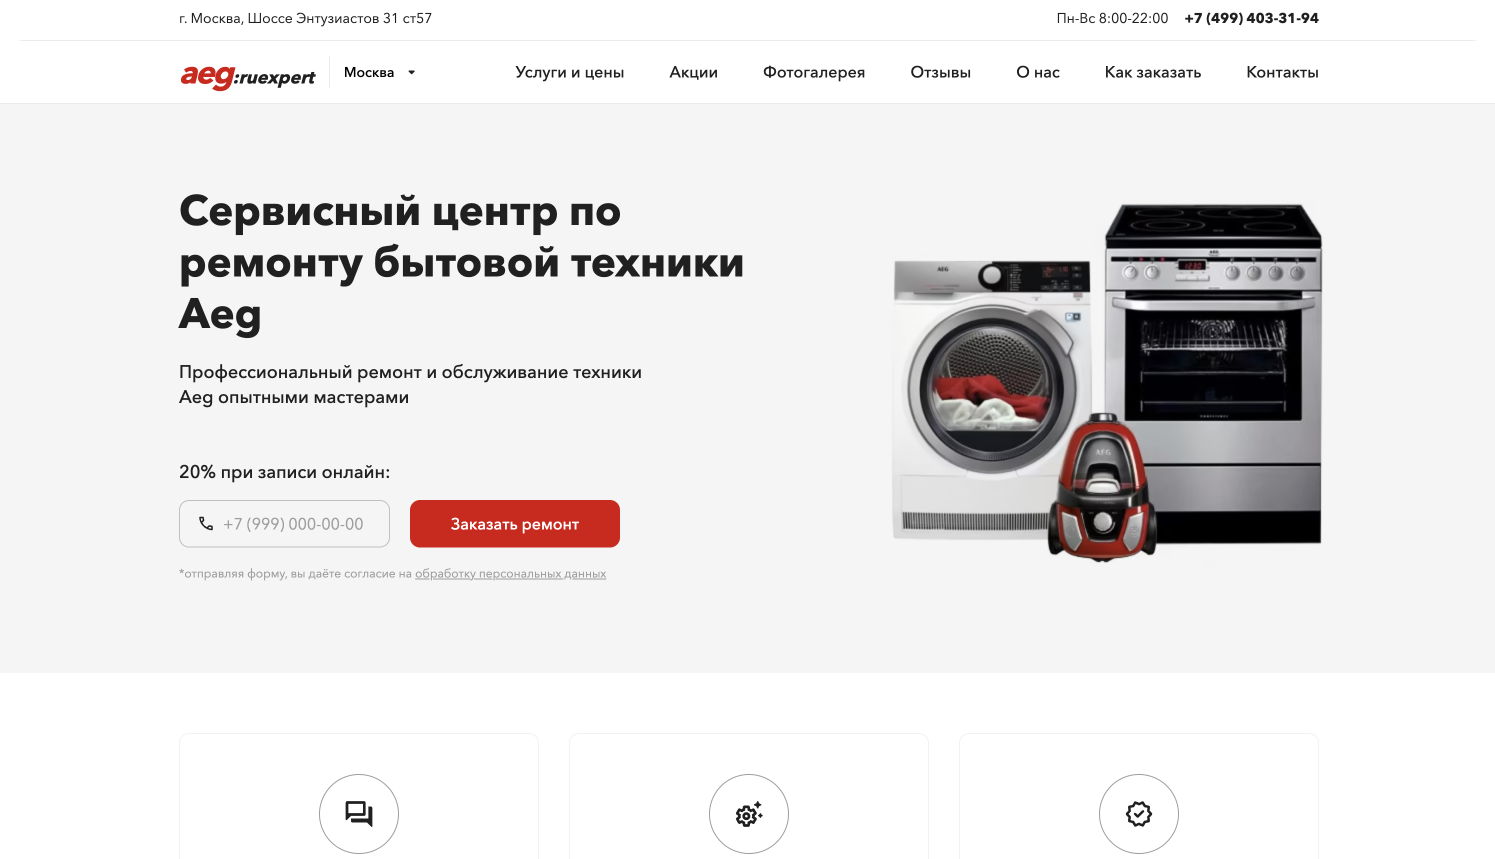 г. Москва, Шоссе Энтузиастов 31 ст57
Пн-Вс 8:00-22:00 +7 (499) 403-31-94
aeg:ruexpert
Москва
Услуги и цены
Акции
Фотогалерея
Отзывы
О нас
Как заказать
Контакты
Сервисный центр по
ремонту бытовой техники
Aeg
Профессиональный ремонт и обслуживание техники
Aeg опытными мастерами
20% при записи онлайн:
+7 (999) 000-00-00
Заказать ремонт
*отправляя форму, вы даёте согласие на обработку персональных данных
AEG
AEG
AEG